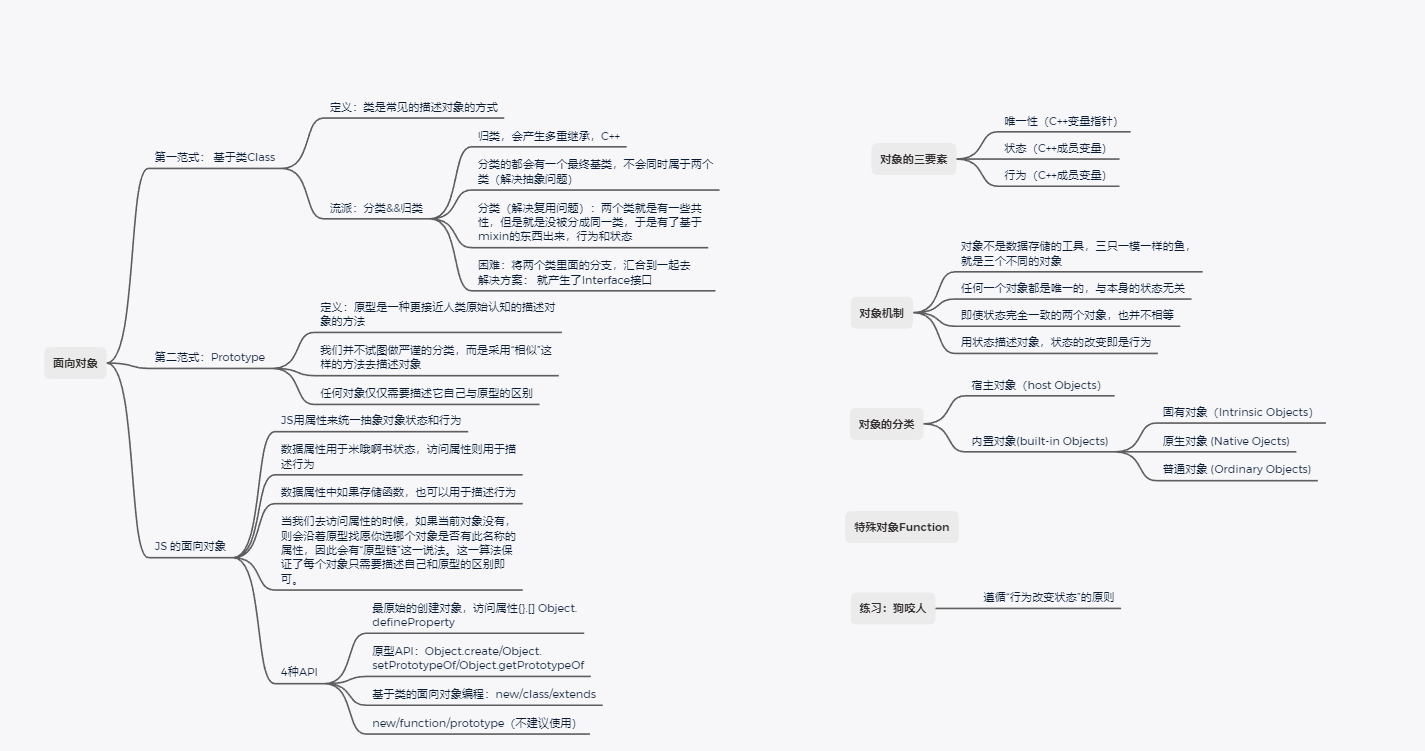 面向对象
第一范式： 基于类Class
定义：类是常见的描述对象的方式
流派：分类&&归类
归类，会产生多重继承，C++
分类的都会有一个最终基类，不会同时属于两个
类（解决抽象问题）
分类（解决复用问题）：两个类就是有一些共
性，但是就是没被分成同一类，于是有了基于
mixin的东西出来，行为和状态
困难：将两个类里面的分支，汇合到一起去
解决方案： 就产生了Interface接口
第二范式：Prototype
定义：原型是一种更接近人类原始认知的描述对
象的方法
我们并不试图做严谨的分类，而是采用“相似”这
样的方法去描述对象
任何对象仅仅需要描述它自己与原型的区别
JS 的面向对象
JS用属性来统一抽象对象状态和行为
数据属性用于米哦啊书状态，访问属性则用于描
述行为
数据属性中如果存储函数，也可以用于描述行为
当我们去访问属性的时候，如果当前对象没有，
则会沿着原型找愿你选哪个对象是否有此名称的
属性，因此会有“原型链”这一说法。这一算法保
证了每个对象只需要描述自己和原型的区别即
可。
4种API
最原始的创建对象，访问属性{}.[] Object.
defineProperty
原型API：Object.create/Object.
setPrototypeOf/Object.getPrototypeOf
基于类的面向对象编程：new/class/extends
new/function/prototype（不建议使用）
对象的三要素
唯一性（C++变量指针）
状态（C++成员变量）
行为（C++成员变量）
对象机制
对象不是数据存储的工具，三只一模一样的鱼，
就是三个不同的对象
任何一个对象都是唯一的，与本身的状态无关
即使状态完全一致的两个对象，也并不相等
用状态描述对象，状态的改变即是行为
对象的分类
宿主对象（host Objects）
内置对象(built-in Objects)
固有对象（Intrinsic Objects）
原生对象 (Native Ojects)
普通对象 (Ordinary Objects)
特殊对象Function
练习：狗咬人
遵循“行为改变状态”的原则